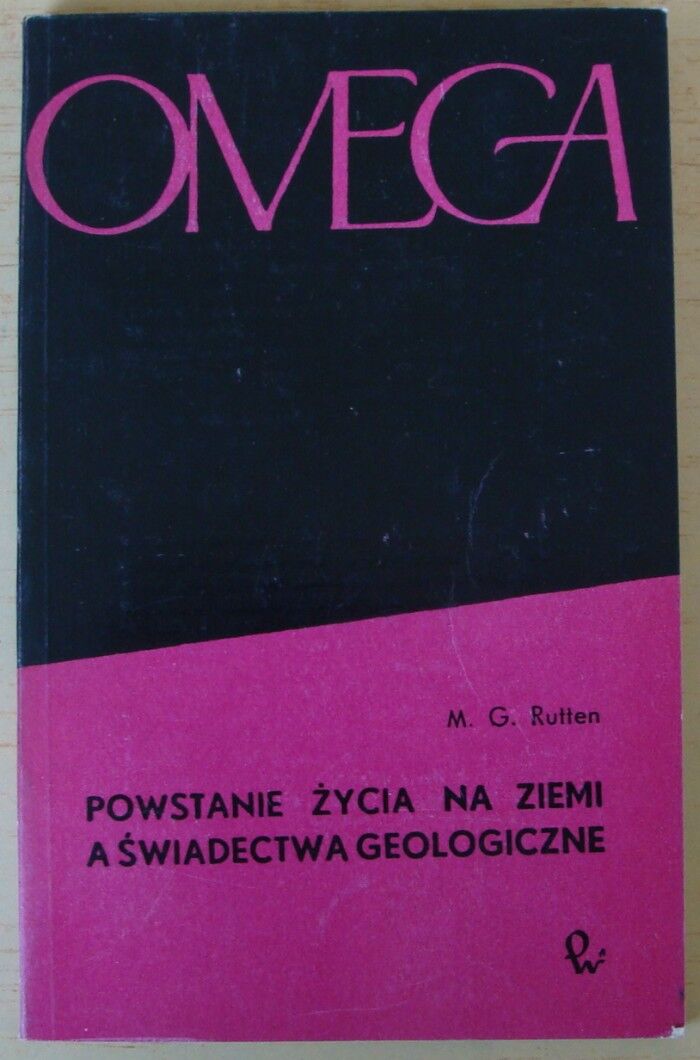 OMEGA
M. G. Rutten
POWSTANIE ŻYCIA NA ZIEMI
A ŚWIADECTWA GEOLOGICZNE